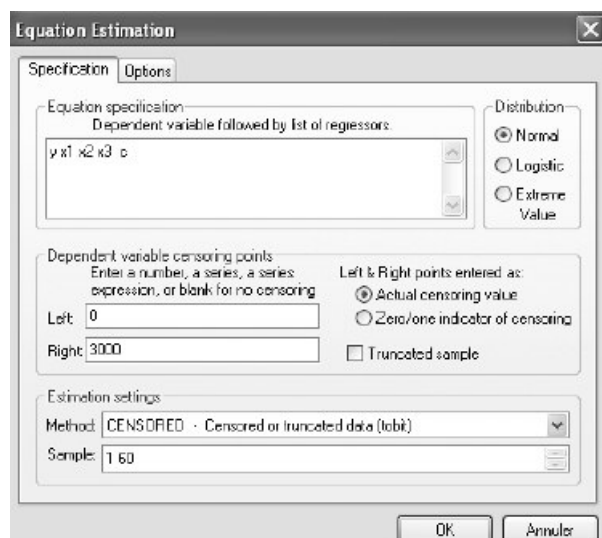 Equation Estimation
Specification Options
Equation specification
Dependent variable followed by list of regressors
y x1 x2 x3 c
Distribution
Normal
Logistic
Extreme
Value
Dependent variable censoring points
Enter a number, a series, a series
expression, or blank for no censoring
Left: 0
Right: 3000
Left & Right points entered as:
Actual censoring value
Zero/one indicator of censoring
Truncated sample
Estimation settings
Method: CENSORED - Censored or truncated data (tobit)
Sample: 1 60
OK Annuler